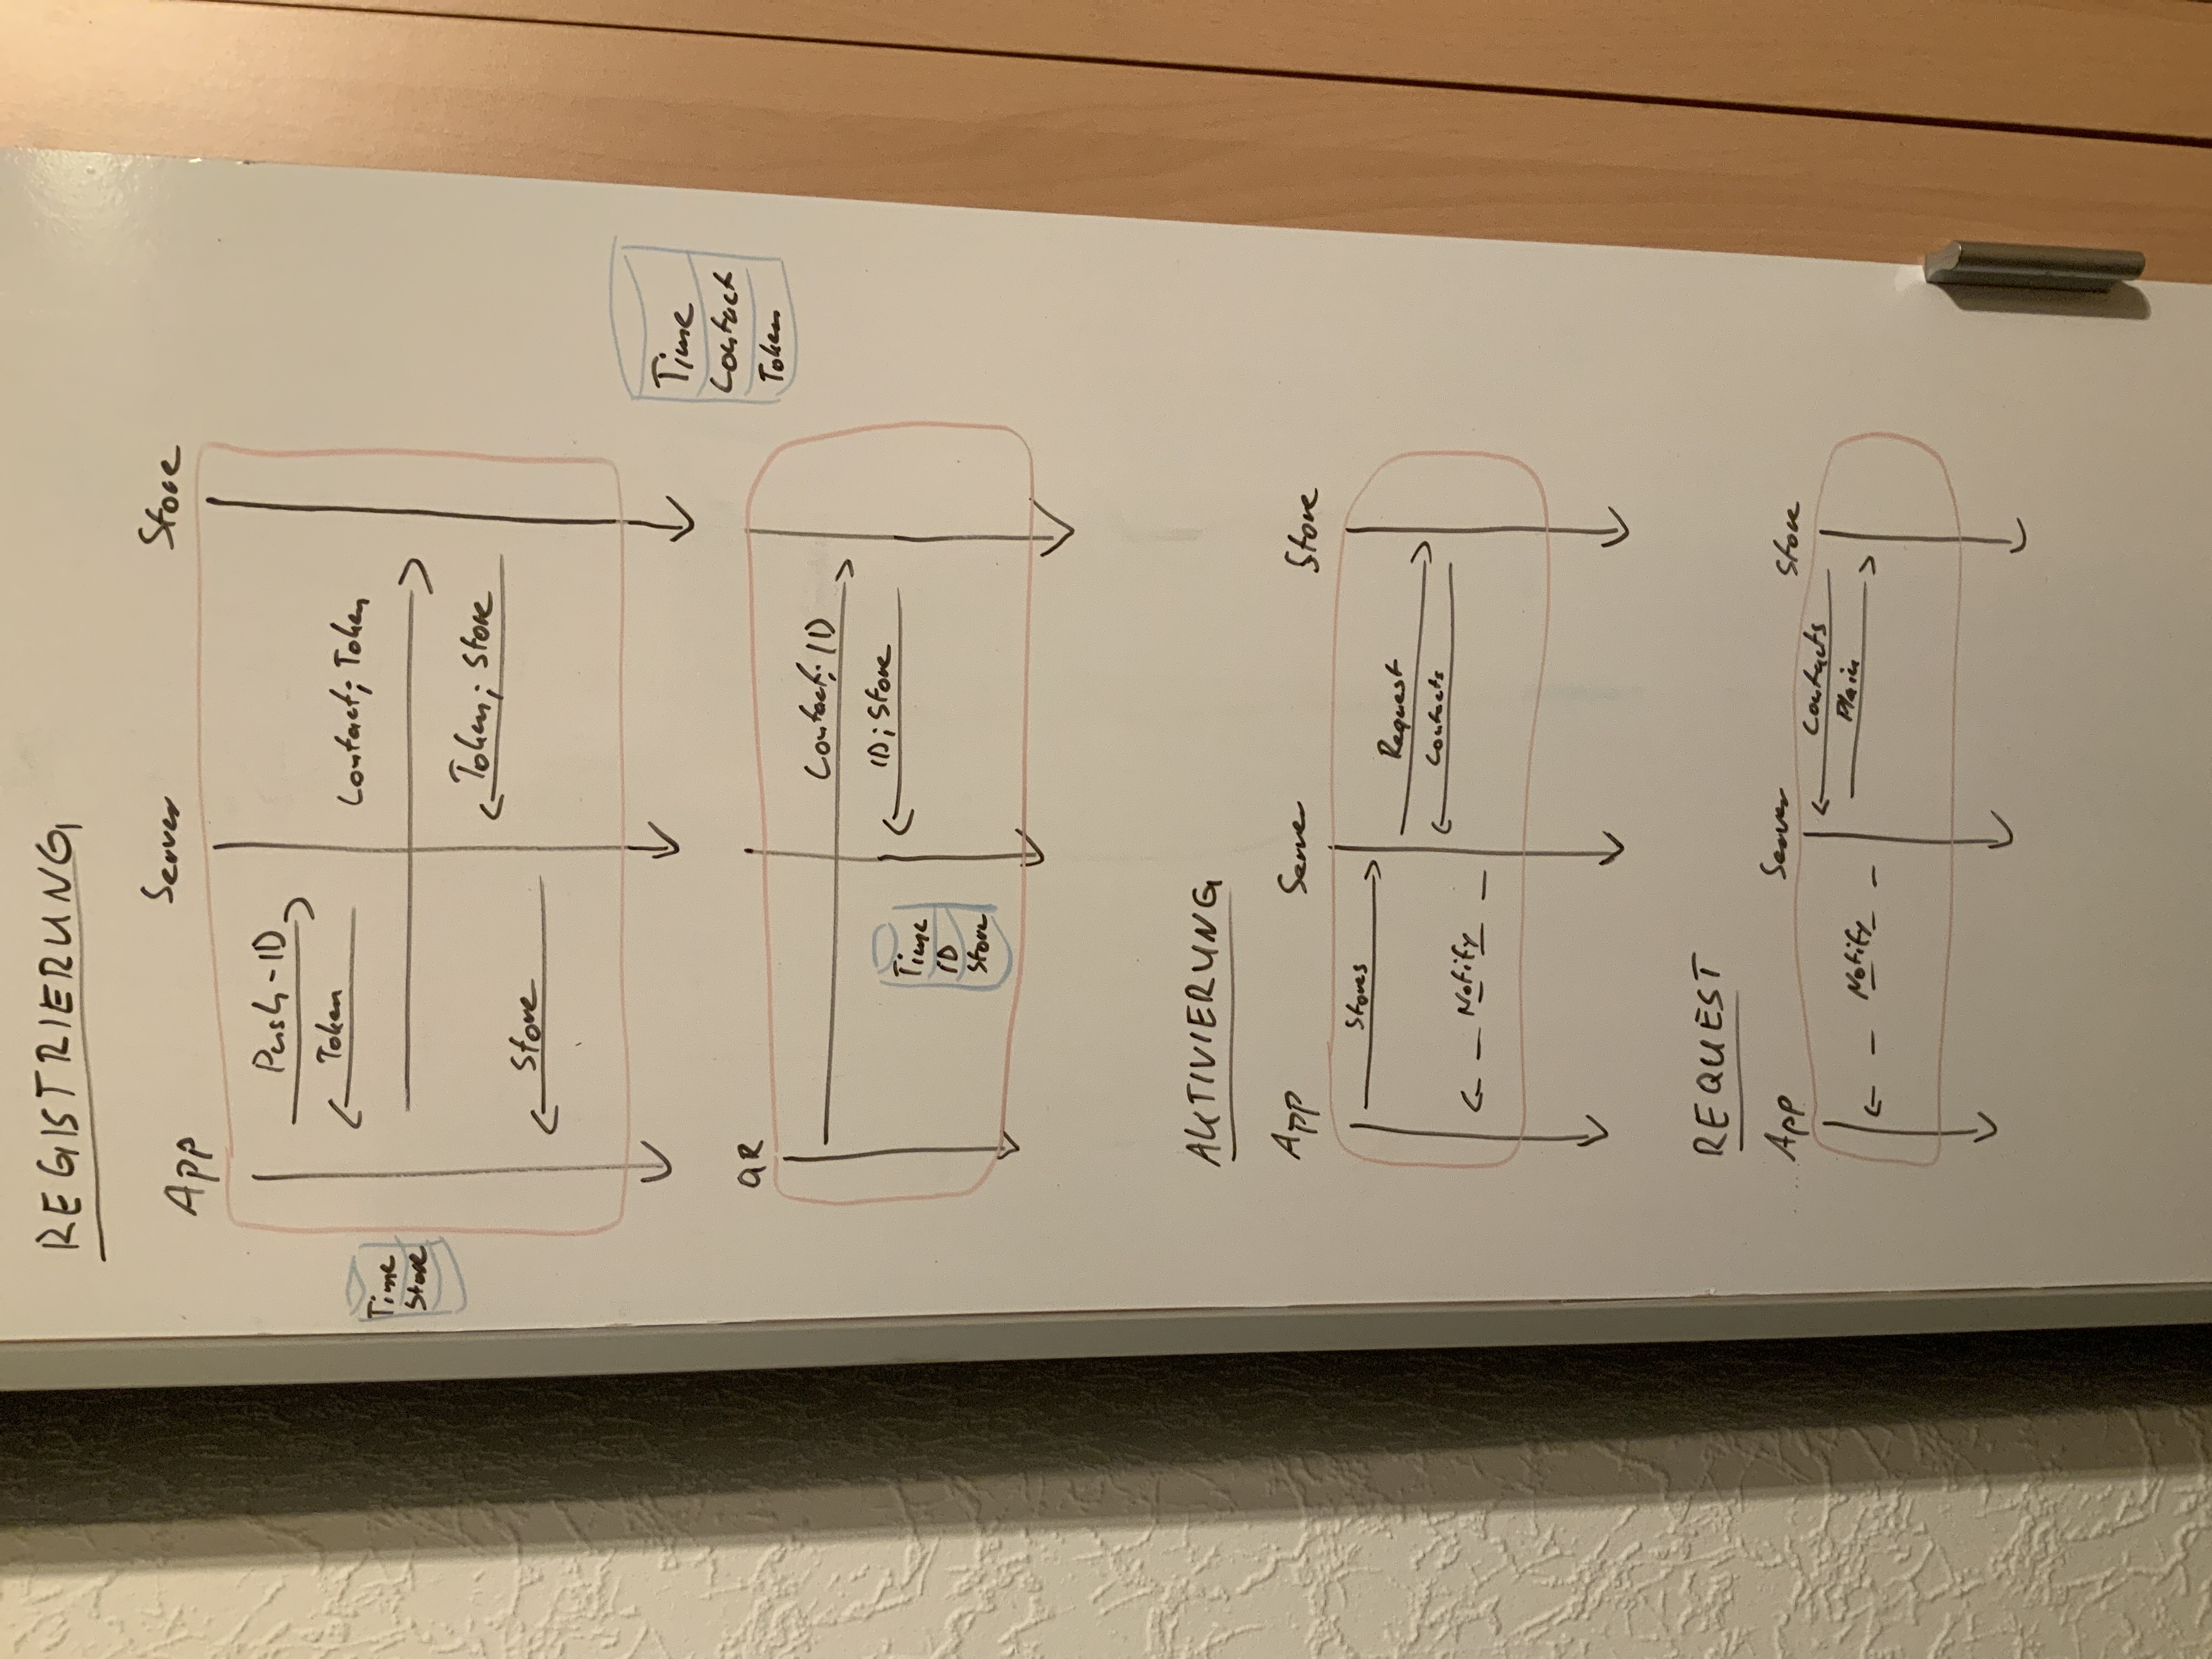 REGISTRIERUNG
App Server Store
Push-ID
Token
Contact; Token
Time
Store
Token; Store
Store
Time
Contact
Token
QR
Contact; ID
ID; Store
Time
ID
Store
AKTIVIERUNG
App Server Store
Stores
Request
Contacts
Notify
REQUEST
App Server Store
Contacts
Plain
Notify